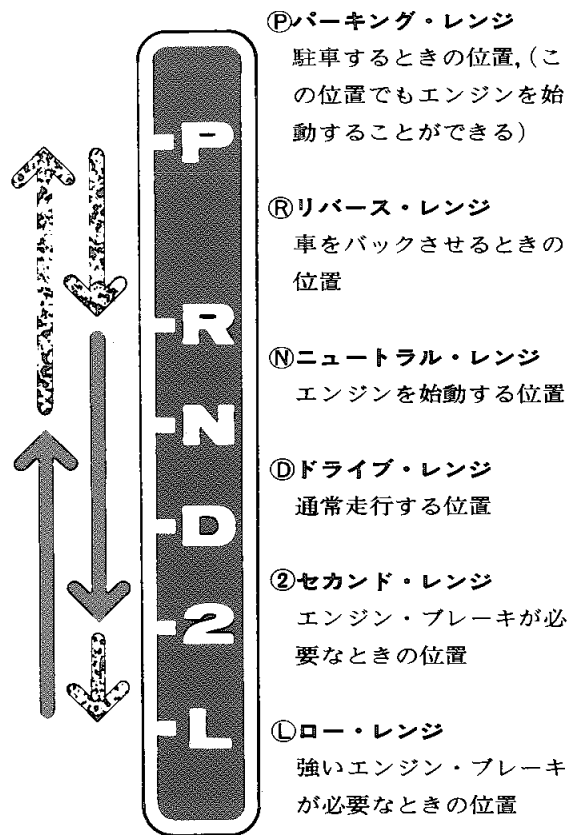 Ⓟパーキング・レンジ
駐車するときの位置,（こ
の位置でもエンジンを始
動することができる）
Ⓡリバース・レンジ
車をバックさせるときの
位置
Ⓝニュートラル・レンジ
エンジンを始動する位置
Ⓓドライブ・レンジ
通常走行する位置
②セカンド・レンジ
エンジン・ブレーキが必
要なときの位置
Ⓛロー・レンジ
強いエンジン・ブレーキ
が必要なときの位置
P
R
N
D
2
L